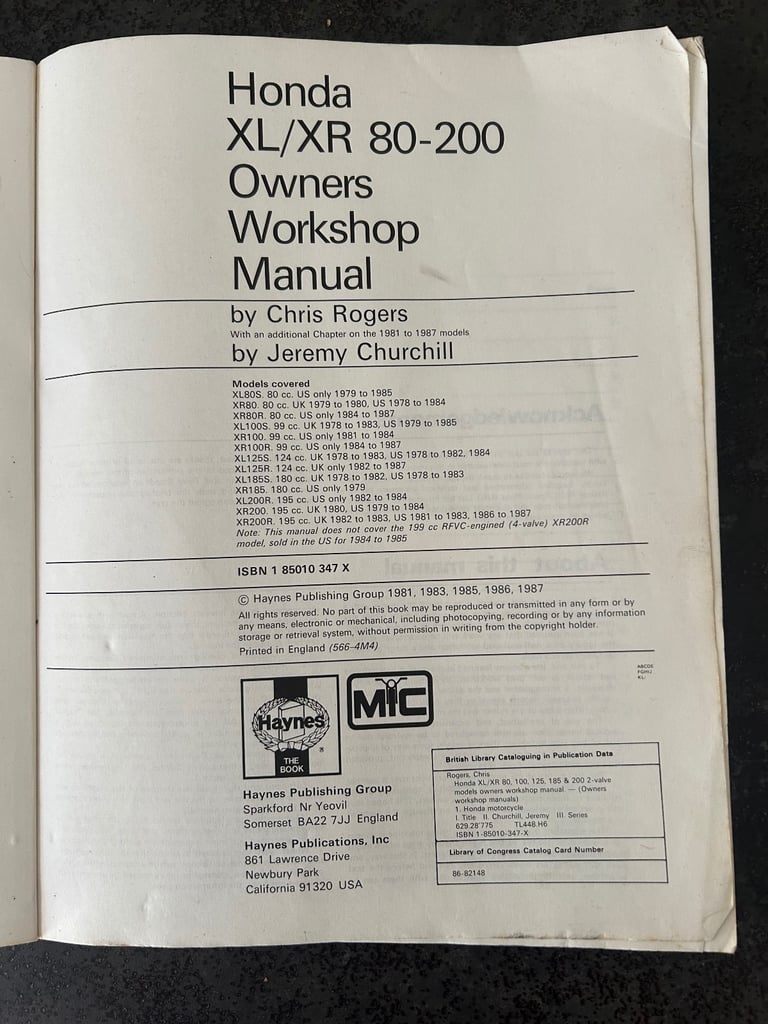 Honda
XL/XR 80-200
Owners
Workshop
Manual
by Chris Rogers
With an additional Chapter on the 1981 to 1987 models
by Jeremy Churchill
Models covered
XL80S. 80 cc. US only 1979 to 1985
XR80. 80 cc. UK 1979 to 1980, US 1978 to 1984
XR80R. 80 cc. US only 1984 to 1987
XL100S. 99 cc. UK 1978 to 1983, US 1979 to 1985
XR100. 99 cc. US only 1981 to 1984
XR100R. 99 cc. US only 1984 to 1987
XL125S. 124 cc. UK 1978 to 1983, US 1978 to 1982, 1984
XL125R. 124 cc. UK only 1982 to 1987
XL185S. 180 cc. UK 1978 to 1982, US 1978 to 1983
XR185. 180 cc. US only 1979
XL200R. 195 cc. US only 1982 to 1984
XR200. 195 cc. UK 1980, US 1979 to 1984
XR200R. 195 cc. UK 1982 to 1983, US 1981 to 1983, 1986 to 1987
Note: This manual does not cover the 199 cc RFVC-engined (4-valve) XR200R
model, sold in the US for 1984 to 1985
ISBN 1 85010 347 X
© Haynes Publishing Group 1981, 1983, 1985, 1986, 1987
All rights reserved. No part of this book may be reproduced or transmitted in any form or by
any means, electronic or mechanical, including photocopying, recording or by any information
storage or retrieval system, without permission in writing from the copyright holder.
Printed in England (566-4M4)
ABCDE
FGHIJ
KL
Haynes
®
THE
BOOK
MIC
Haynes Publishing Group
Sparkford Nr Yeovil
Somerset BA22 7JJ England
Haynes Publications, Inc
861 Lawrence Drive
Newbury Park
California 91320 USA
British Library Cataloguing in Publication Data
Rogers, Chris
Honda XL/XR 80, 100, 125, 185 & 200 2-valve
models owners workshop manual. — (Owners
workshop manuals)
1. Honda motorcycle
I. Title II. Churchill, Jeremy III. Series
629.28'775 TL448.H6
ISBN 1-85010-347-X
Library of Congress Catalog Card Number
86-82148